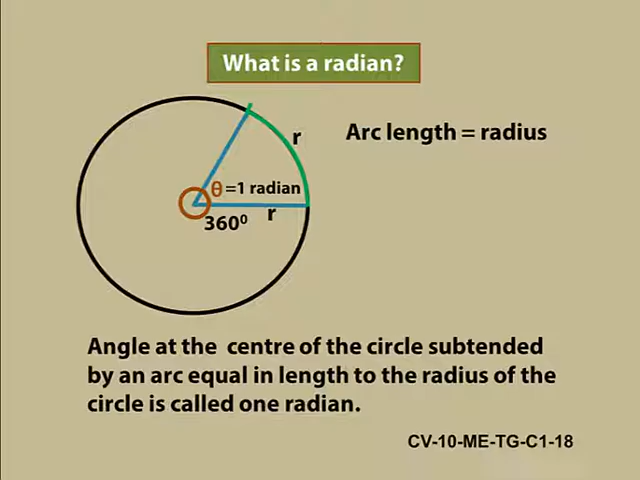 What is a radian?
r
Arc length = radius
θ=1 radian
r
360⁰
Angle at the centre of the circle subtended
by an arc equal in length to the radius of the
circle is called one radian.
CV-10-ME-TG-C1-18